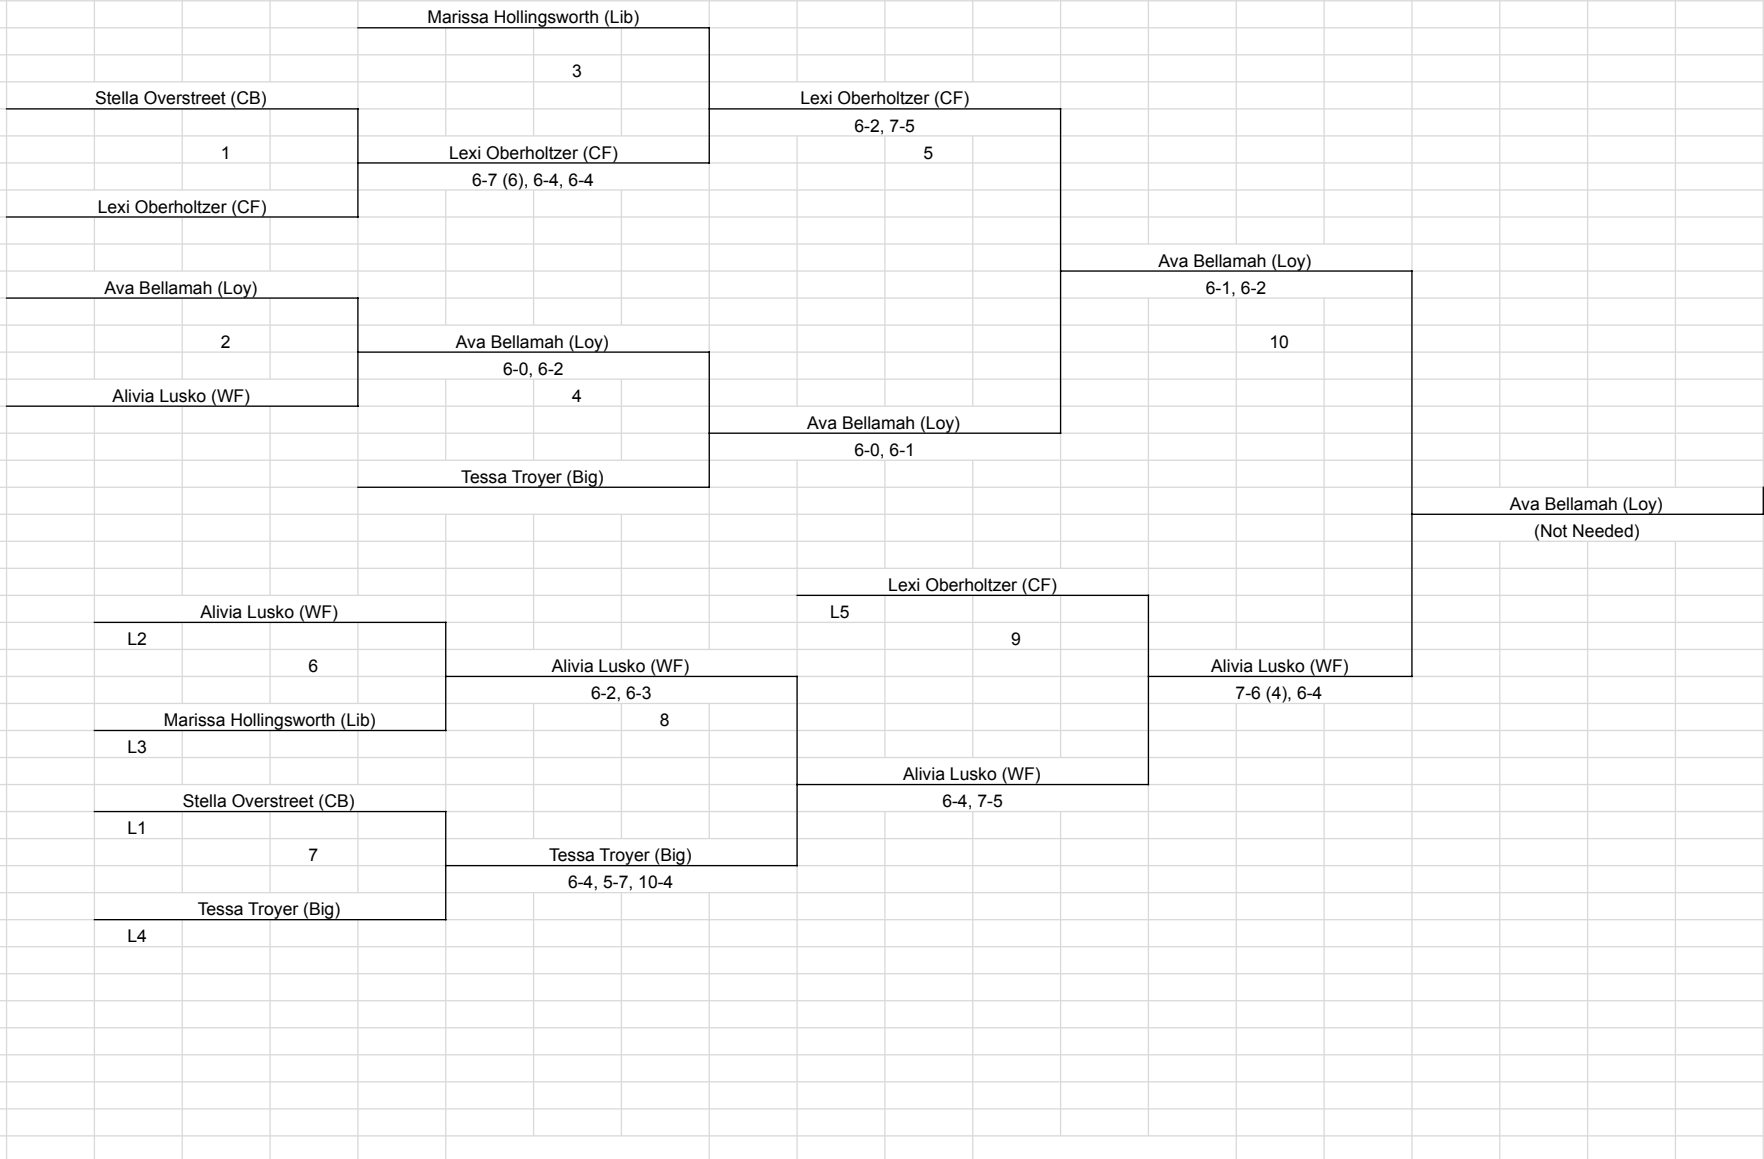 Marissa Hollingsworth (Lib)
3
Stella Overstreet (CB)
Lexi Oberholtzer (CF)
6-2, 7-5
1
Lexi Oberholtzer (CF)
5
6-7 (6), 6-4, 6-4
Lexi Oberholtzer (CF)
Ava Bellamah (Loy)
Ava Bellamah (Loy)
6-1, 6-2
2
Ava Bellamah (Loy)
10
6-0, 6-2
Alivia Lusko (WF)
4
Ava Bellamah (Loy)
6-0, 6-1
Tessa Troyer (Big)
Ava Bellamah (Loy)
(Not Needed)
Lexi Oberholtzer (CF)
Alivia Lusko (WF)
L5
L2
9
6
Alivia Lusko (WF)
Alivia Lusko (WF)
6-2, 6-3
7-6 (4), 6-4
Marissa Hollingsworth (Lib)
8
L3
Alivia Lusko (WF)
Stella Overstreet (CB)
6-4, 7-5
L1
7
Tessa Troyer (Big)
6-4, 5-7, 10-4
Tessa Troyer (Big)
L4